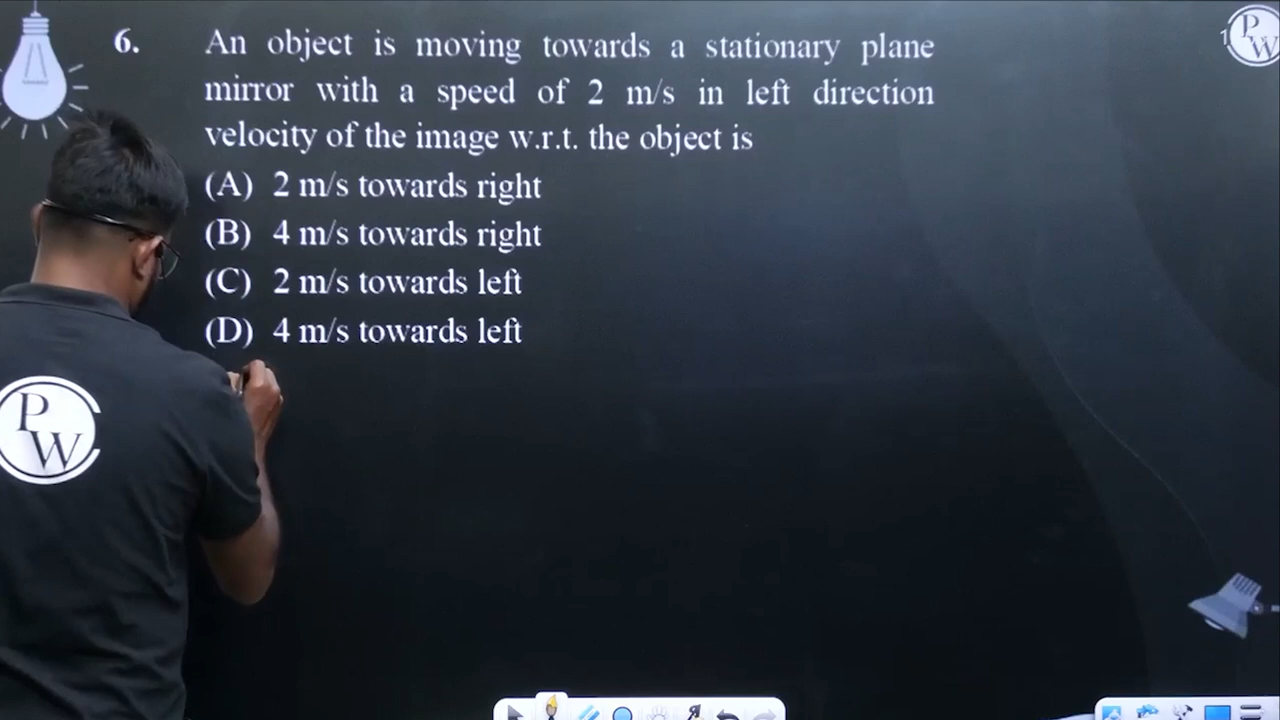 6. An object is moving towards a stationary plane
mirror with a speed of 2 m/s in left direction
velocity of the image w.r.t. the object is
(A) 2 m/s towards right
(B) 4 m/s towards right
(C) 2 m/s towards left
(D) 4 m/s towards left
PW
PW